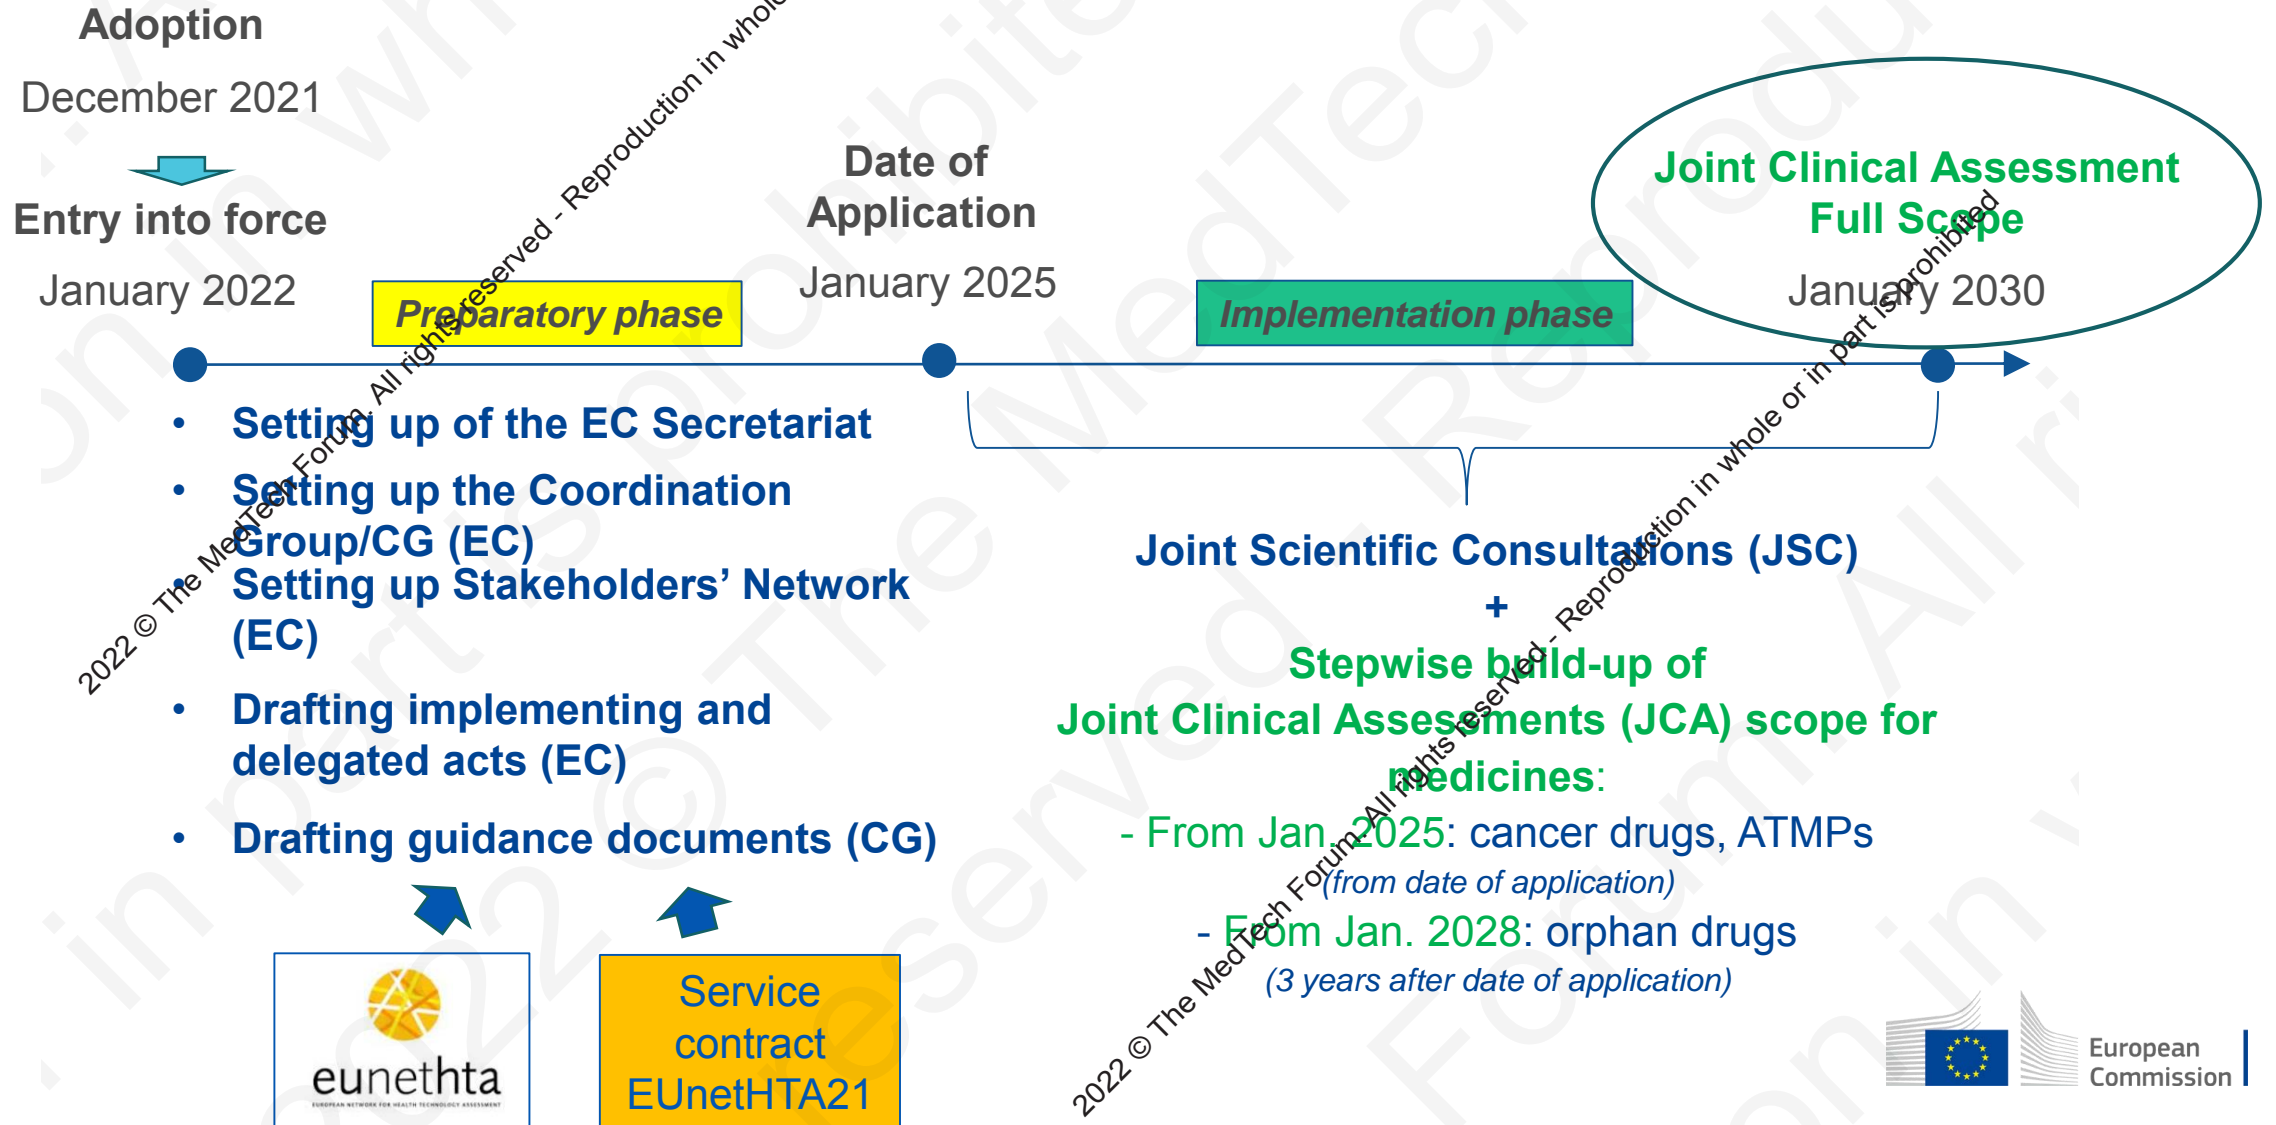 Adoption
December 2021
Entry into force
January 2022
Preparatory phase
Date of
Application
January 2025
Implementation phase
Joint Clinical Assessment
Full Scope
January 2030
• Setting up of the EC Secretariat
• Setting up the Coordination
Group/CG (EC)
• Setting up Stakeholders’ Network
(EC)
• Drafting implementing and
delegated acts (EC)
• Drafting guidance documents (CG)
eunethta
EUROPEAN NETWORK FOR HEALTH TECHNOLOGY ASSESSMENT
Service
contract
EUnetHTA21
Joint Scientific Consultations (JSC)
+
Stepwise build-up of
Joint Clinical Assessments (JCA) scope for
medicines:
- From Jan. 2025: cancer drugs, ATMPs
(from date of application)
- From Jan. 2028: orphan drugs
(3 years after date of application)
European
Commission
2022 © The MedTech Forum. All rights reserved - Reproduction in whole
2022 © The MedTech Forum. All rights reserved - Reproduction in whole or in part is prohibited